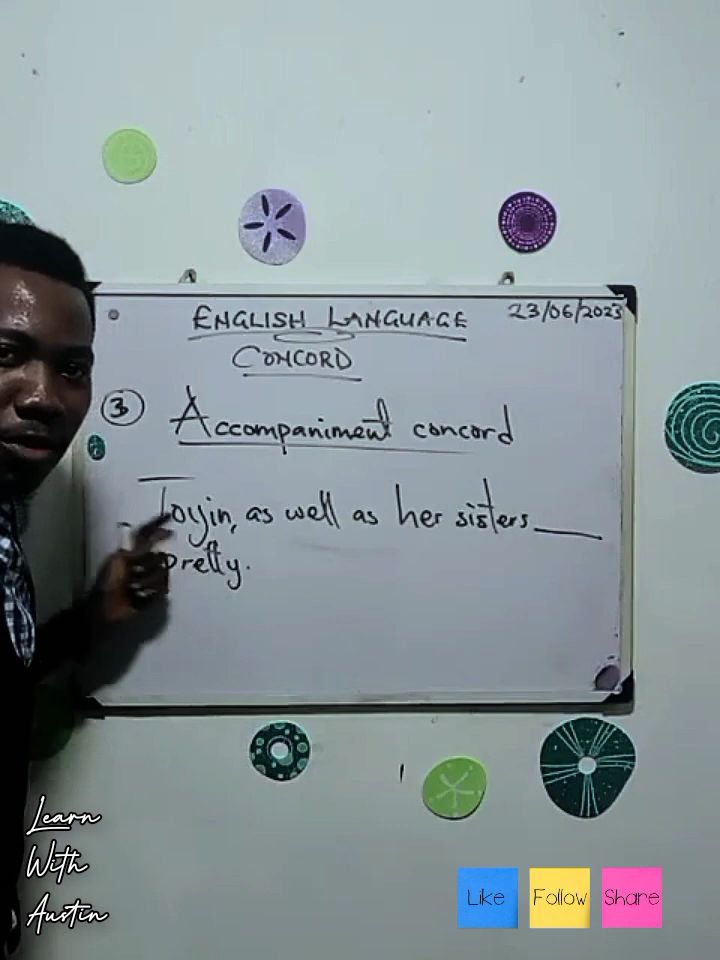 ENGLISH LANGUAGE
23/06/2023
CONCORD
3
Accompaniment concord
Toyin, as well as her sisters ____
pretty.
Learn
With
Austin
Like
Follow
Share